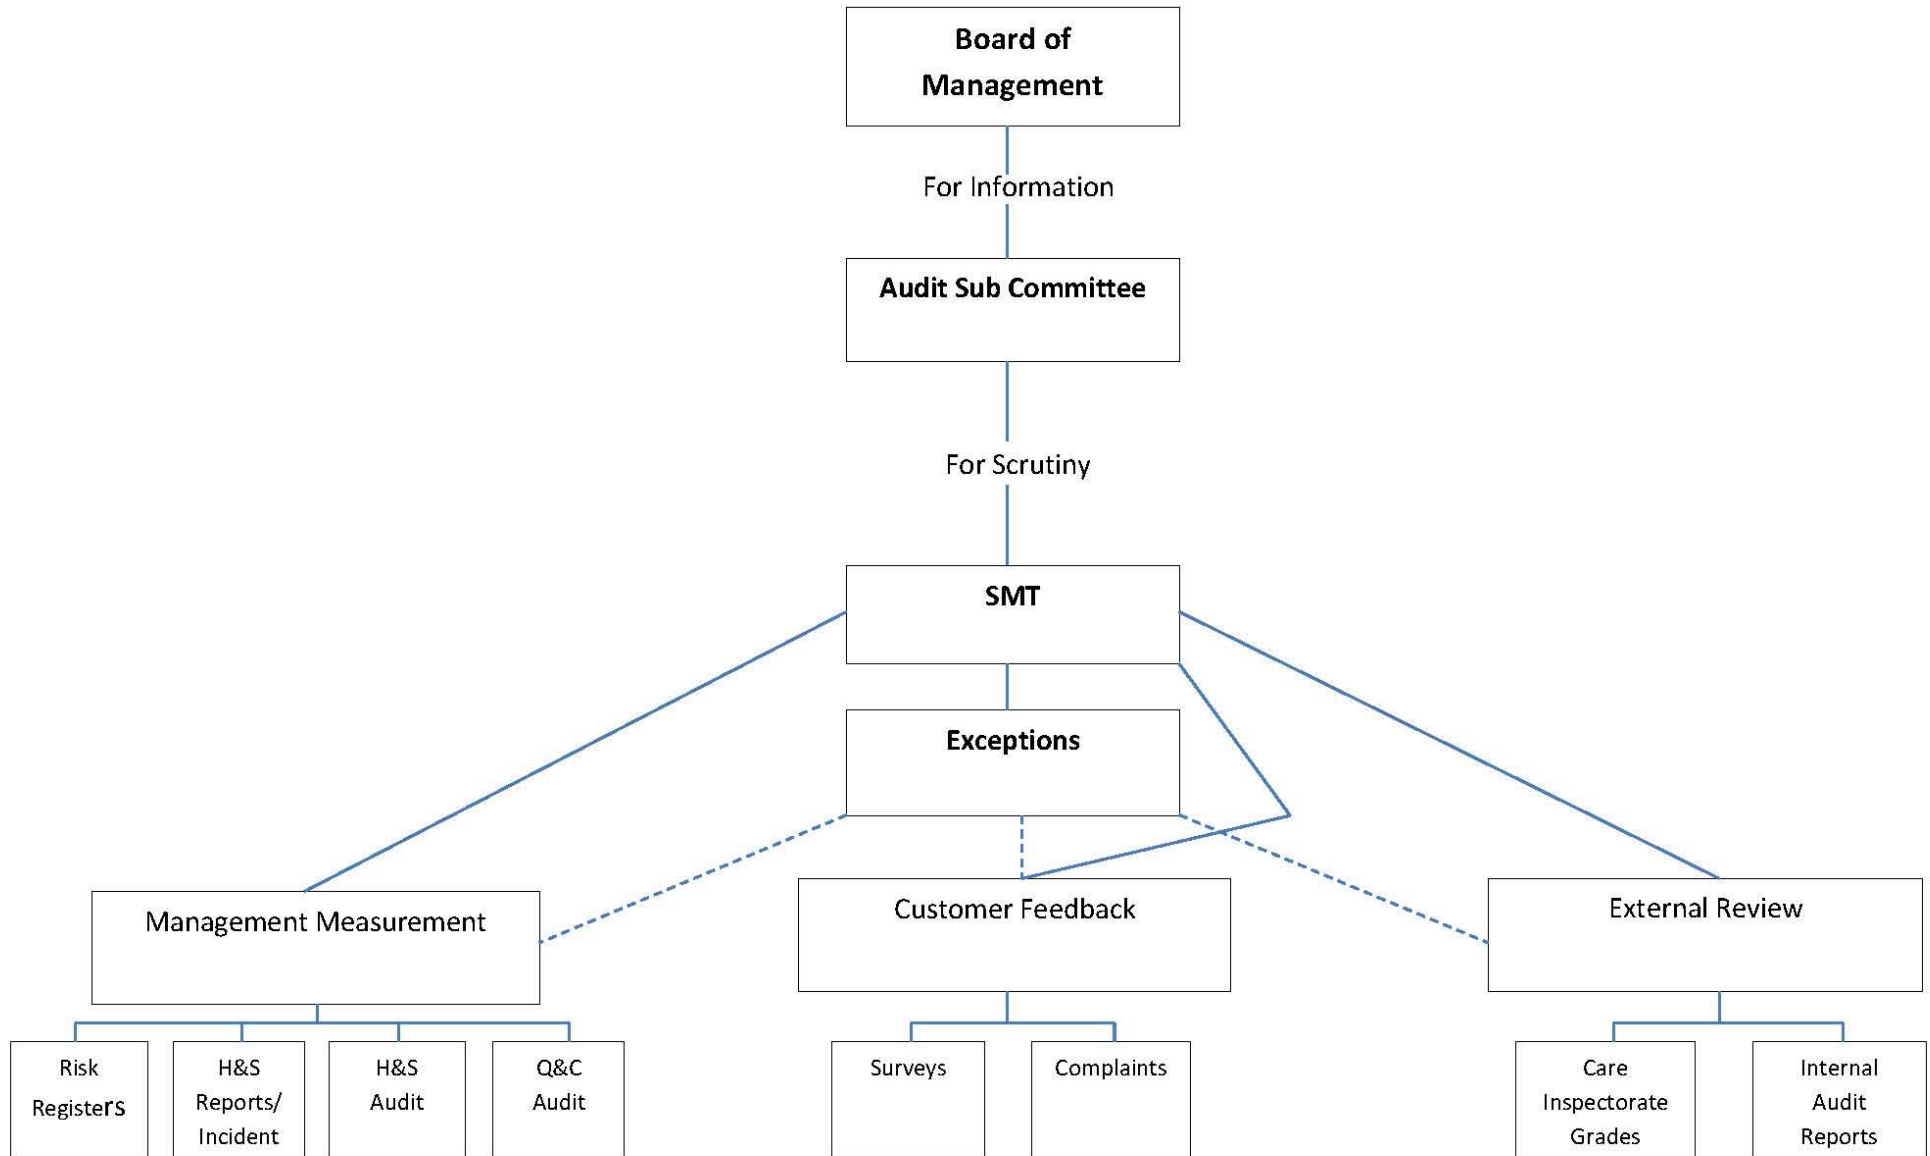 Board of
Management
For Information
Audit Sub Committee
For Scrutiny
SMT
Exceptions
Management Measurement
Customer Feedback
External Review
Risk
Registers
H&S
Reports/
Incident
H&S
Audit
Q&C
Audit
Surveys
Complaints
Care
Inspectorate
Grades
Internal
Audit
Reports